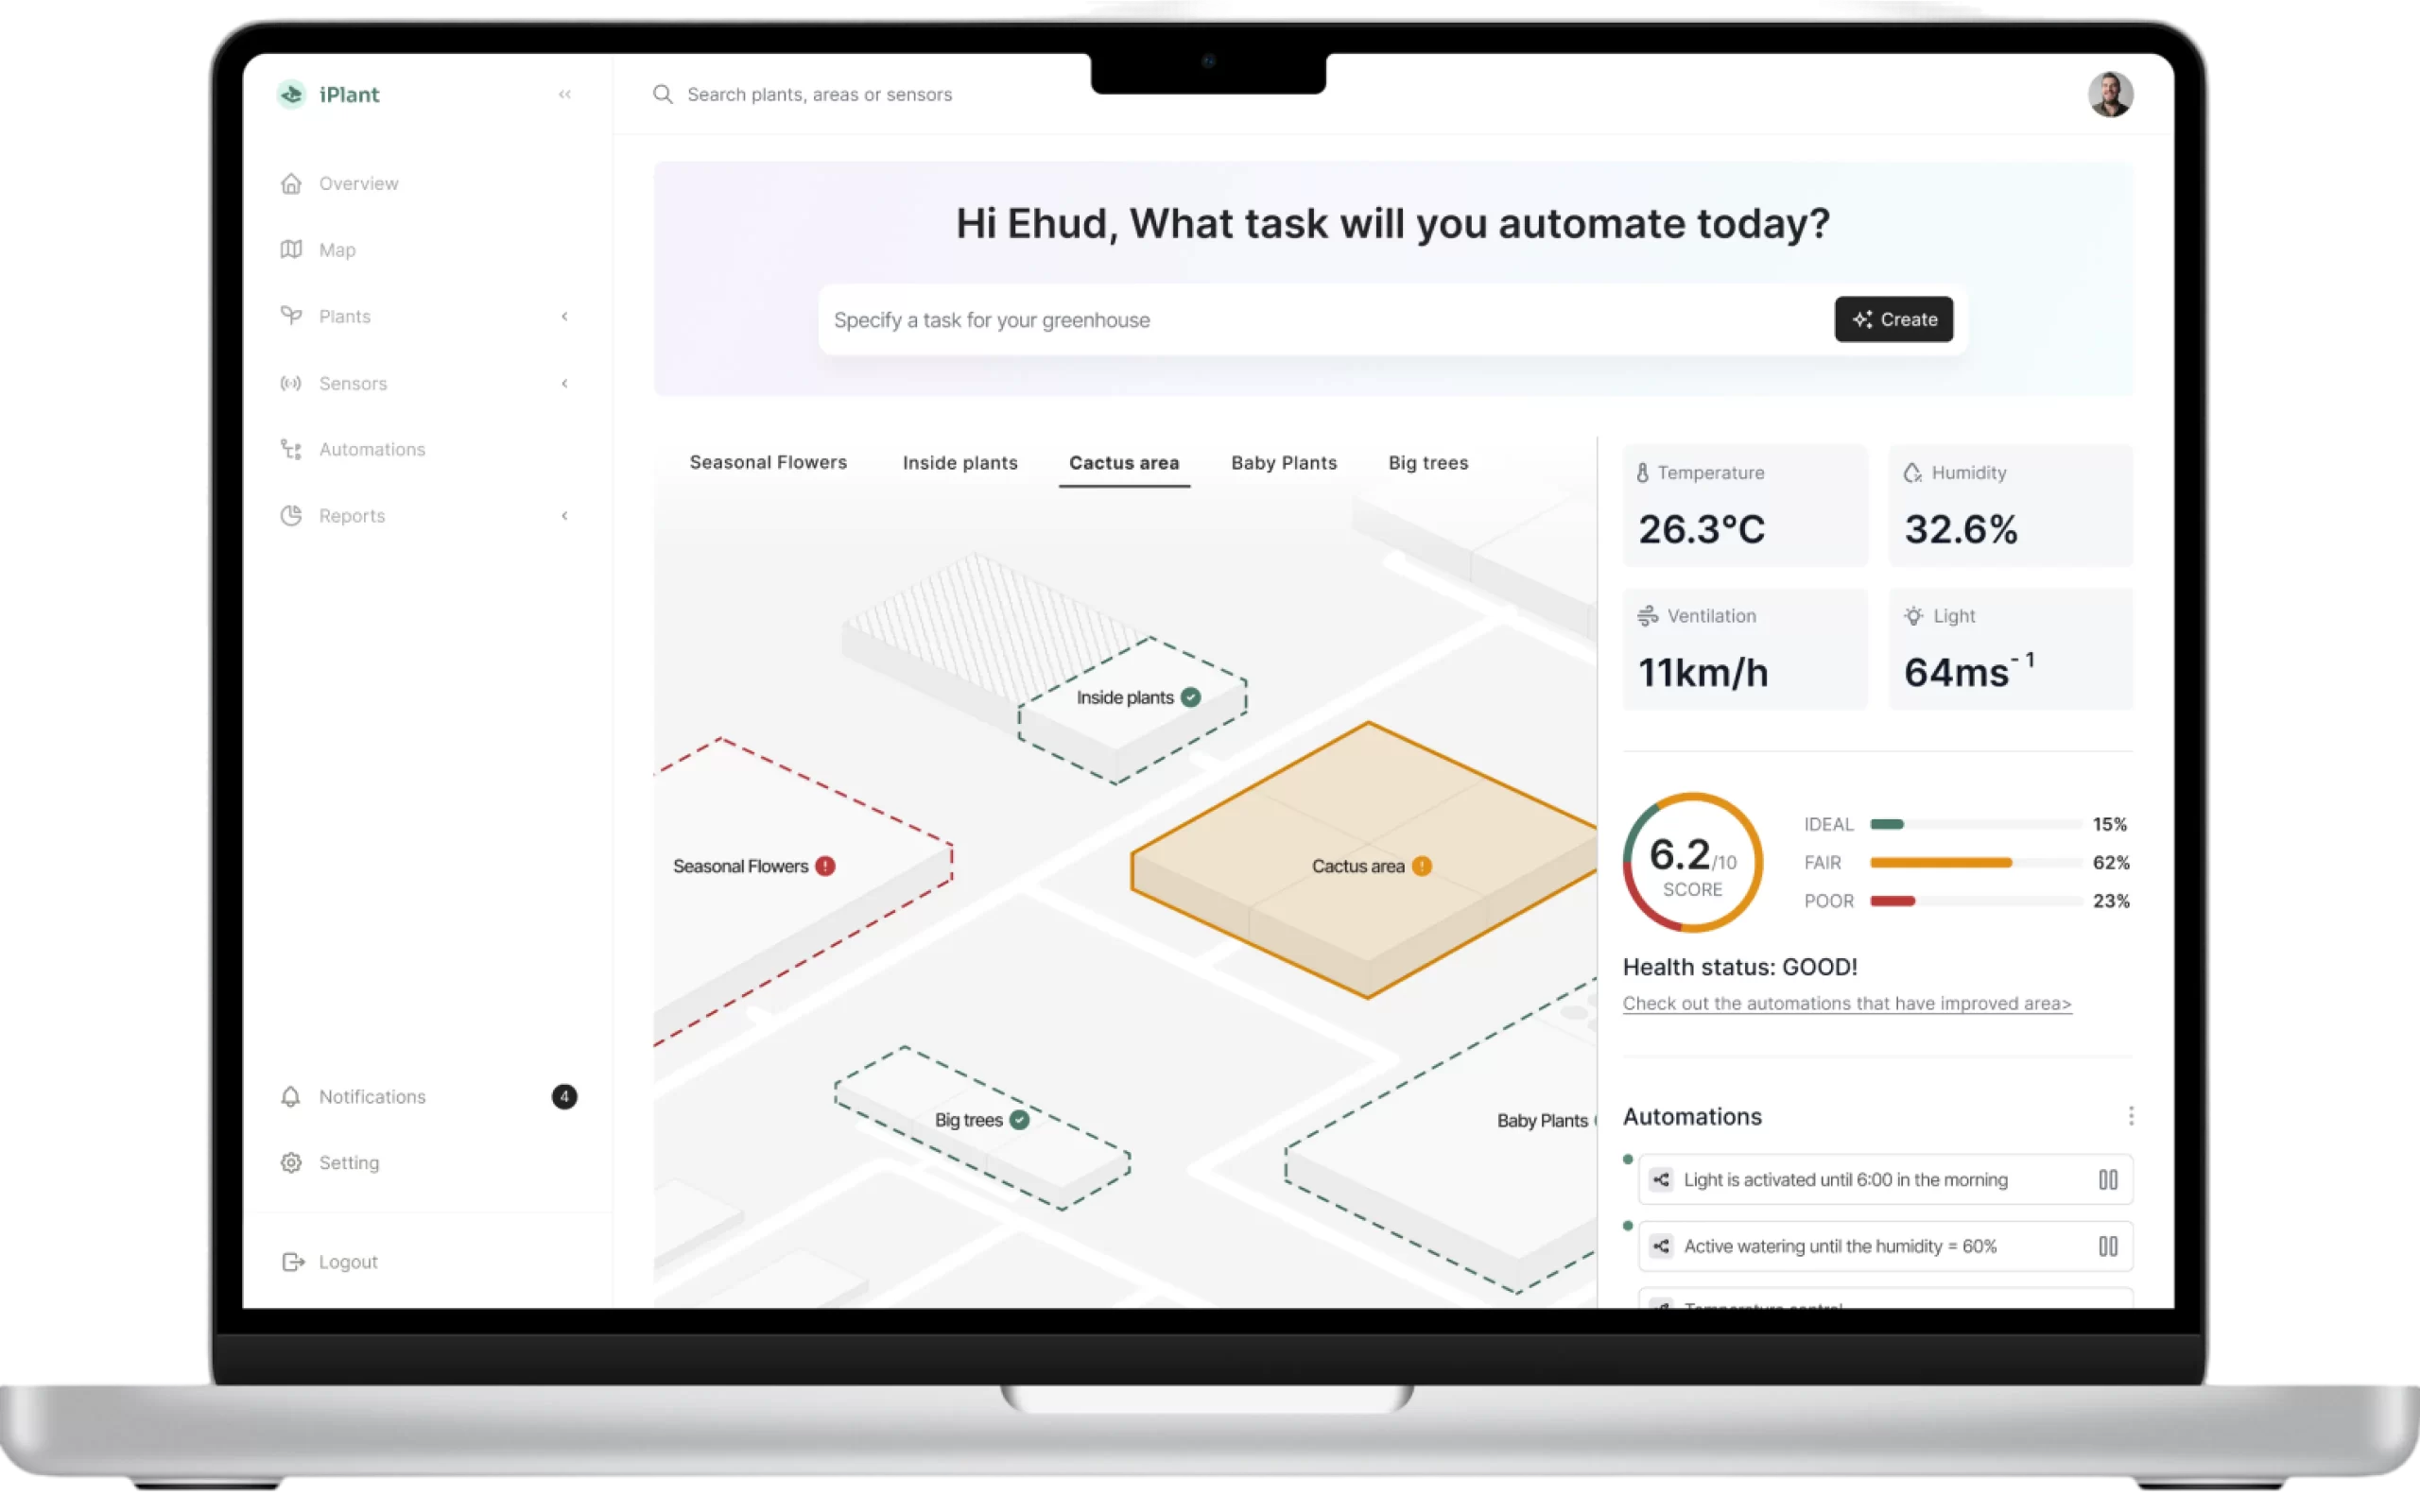 iPlant
Search plants, areas or sensors
Overview
Map
Plants
Sensors
Automations
Reports
Notifications
4
Setting
Logout
Hi Ehud, What task will you automate today?
Specify a task for your greenhouse
Create
Seasonal Flowers
Inside plants
Cactus area
Baby Plants
Big trees
Inside plants
Seasonal Flowers
Cactus area
Big trees
Baby Plants
Temperature
26.3°C
Humidity
32.6%
Ventilation
11km/h
Light
64ms⁻¹
6.2/10
SCORE
IDEAL 15%
FAIR 62%
POOR 23%
Health status: GOOD!
Check out the automations that have improved area>
Automations
Light is activated until 6:00 in the morning
Active watering until the humidity = 60%
Temperature control